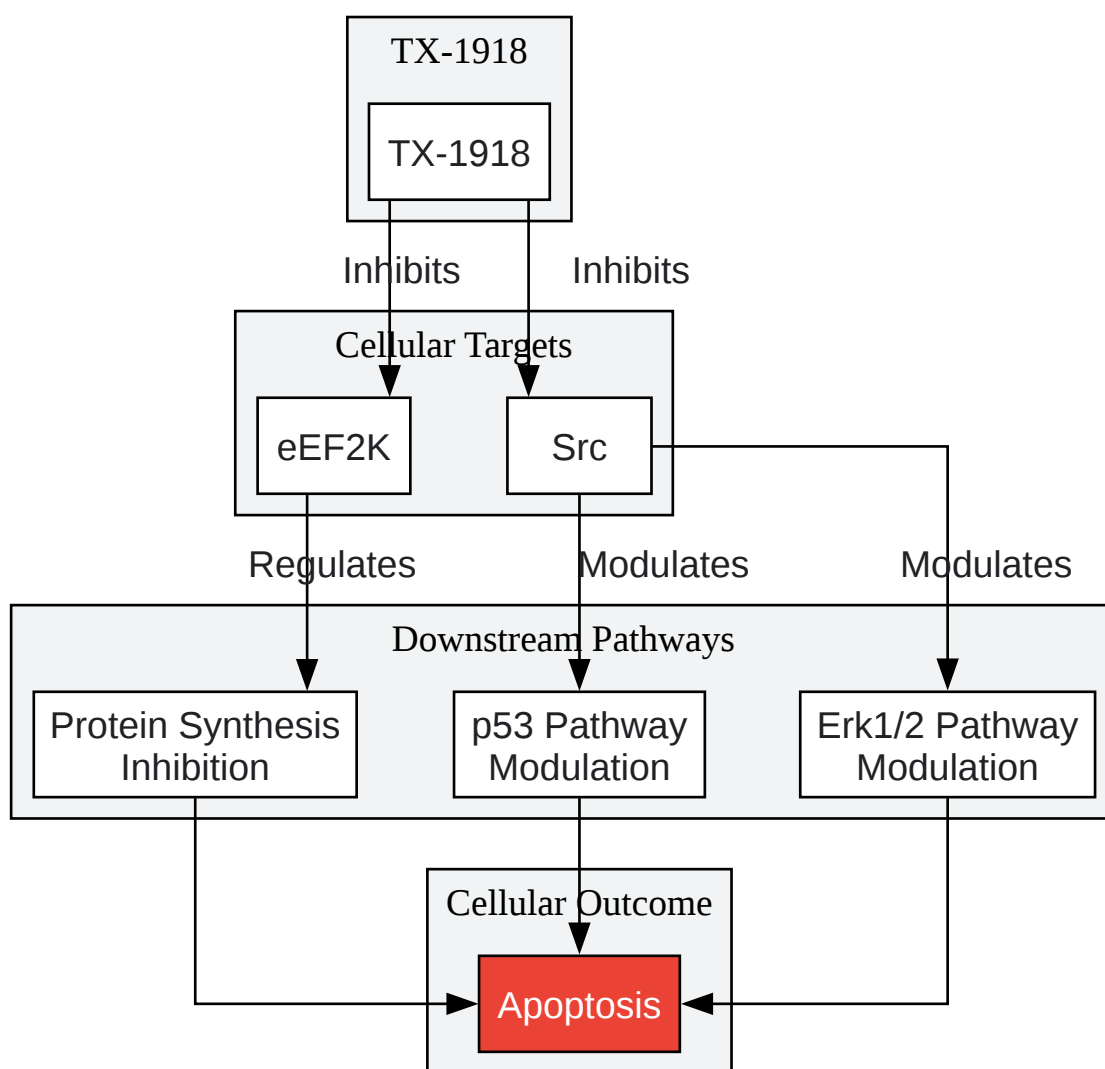 TX-1918
TX-1918
Inhibits
Inhibits
Cellular Targets
eEF2K
Src
Regulates
Modulates
Modulates
Downstream Pathways
Protein Synthesis
Inhibition
p53 Pathway
Modulation
Erk1/2 Pathway
Modulation
Cellular Outcome
Apoptosis